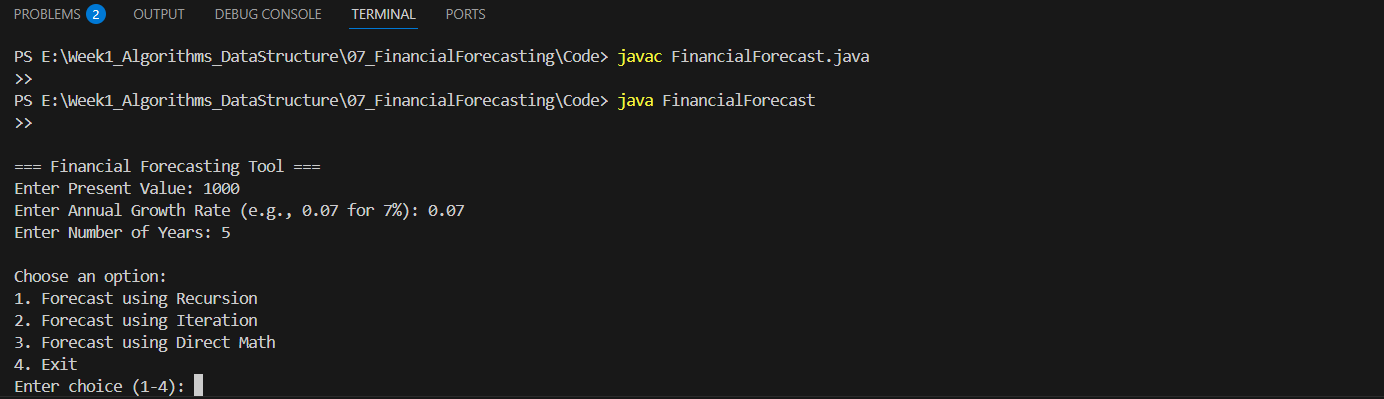 PROBLEMS 2 OUTPUT DEBUG CONSOLE TERMINAL PORTS
PS E:\Week1_Algorithms_DataStructure\07_FinancialForecasting\Code> javac FinancialForecast.java
>>
PS E:\Week1_Algorithms_DataStructure\07_FinancialForecasting\Code> java FinancialForecast
>>
=== Financial Forecasting Tool ===
Enter Present Value: 1000
Enter Annual Growth Rate (e.g., 0.07 for 7%): 0.07
Enter Number of Years: 5
Choose an option:
1. Forecast using Recursion
2. Forecast using Iteration
3. Forecast using Direct Math
4. Exit
Enter choice (1-4):